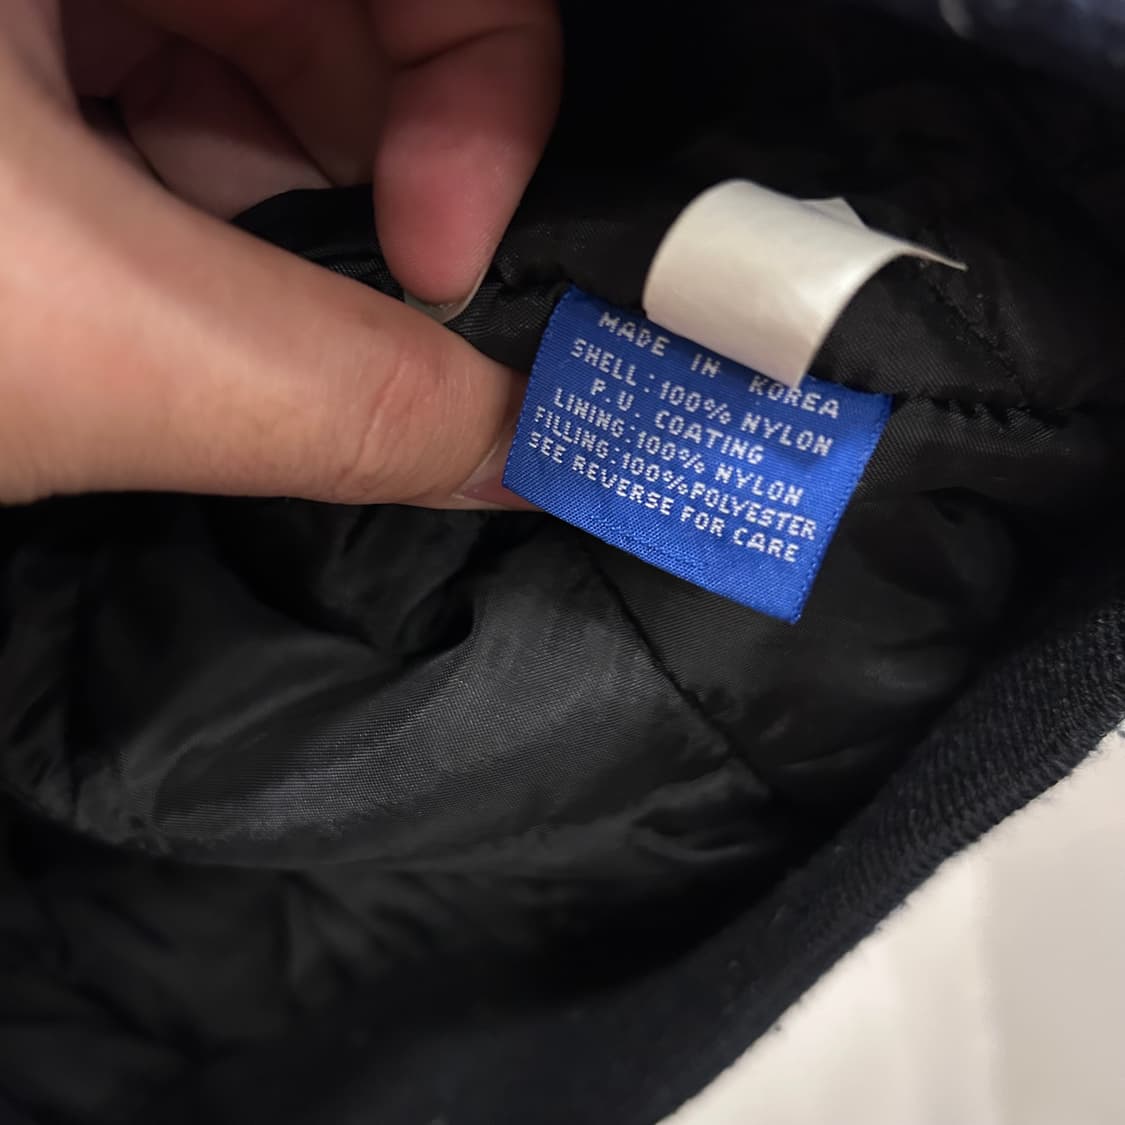 MADE IN KOREA
SHELL:100% NYLON
P.U. COATING
LINING:100% NYLON
FILLING:100%POLYESTER
SEE REVERSE FOR CARE